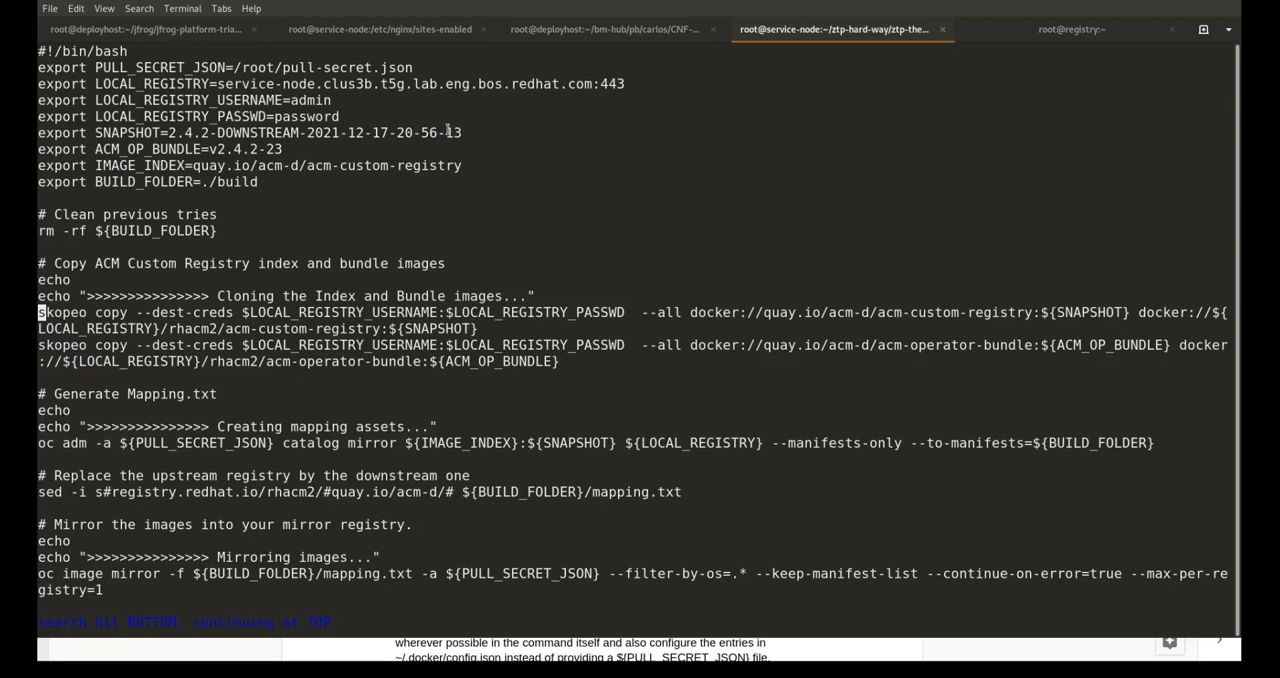 File Edit View Search Terminal Tabs Help
root@deployhost:~/jfrog/jfrog-platform-tria... × root@service-node:/etc/nginx/sites-enabled × root@deployhost:~/bm-hub/pb/carlos/CNF-... × root@service-node:~/ztp-hard-way/ztp-the... × root@registry:~ ×
#!/bin/bash
export PULL_SECRET_JSON=/root/pull-secret.json
export LOCAL_REGISTRY=service-node.clus3b.t5g.lab.eng.bos.redhat.com:443
export LOCAL_REGISTRY_USERNAME=admin
export LOCAL_REGISTRY_PASSWD=password
export SNAPSHOT=2.4.2-DOWNSTREAM-2021-12-17-20-56-13
export ACM_OP_BUNDLE=v2.4.2-23
export IMAGE_INDEX=quay.io/acm-d/acm-custom-registry
export BUILD_FOLDER=./build
# Clean previous tries
rm -rf ${BUILD_FOLDER}
# Copy ACM Custom Registry index and bundle images
echo
echo ">>>>>>>>>>>>>>> Cloning the Index and Bundle images..."
skopeo copy --dest-creds $LOCAL_REGISTRY_USERNAME:$LOCAL_REGISTRY_PASSWD  --all docker://quay.io/acm-d/acm-custom-registry:${SNAPSHOT} docker://${
LOCAL_REGISTRY}/rhacm2/acm-custom-registry:${SNAPSHOT}
skopeo copy --dest-creds $LOCAL_REGISTRY_USERNAME:$LOCAL_REGISTRY_PASSWD  --all docker://quay.io/acm-d/acm-operator-bundle:${ACM_OP_BUNDLE} docker
://${LOCAL_REGISTRY}/rhacm2/acm-operator-bundle:${ACM_OP_BUNDLE}
# Generate Mapping.txt
echo
echo ">>>>>>>>>>>>>>> Creating mapping assets..."
oc adm -a ${PULL_SECRET_JSON} catalog mirror ${IMAGE_INDEX}:${SNAPSHOT} ${LOCAL_REGISTRY} --manifests-only --to-manifests=${BUILD_FOLDER}
# Replace the upstream registry by the downstream one
sed -i s#registry.redhat.io/rhacm2/#quay.io/acm-d/# ${BUILD_FOLDER}/mapping.txt
# Mirror the images into your mirror registry.
echo
echo ">>>>>>>>>>>>>>> Mirroring images..."
oc image mirror -f ${BUILD_FOLDER}/mapping.txt -a ${PULL_SECRET_JSON} --filter-by-os=.* --keep-manifest-list --continue-on-error=true --max-per-re
gistry=1
search hit BOTTOM, continuing at TOP
wherever possible in the command itself and also configure the entries in
~/.docker/config.json instead of providing a ${PULL_SECRET_JSON} file.